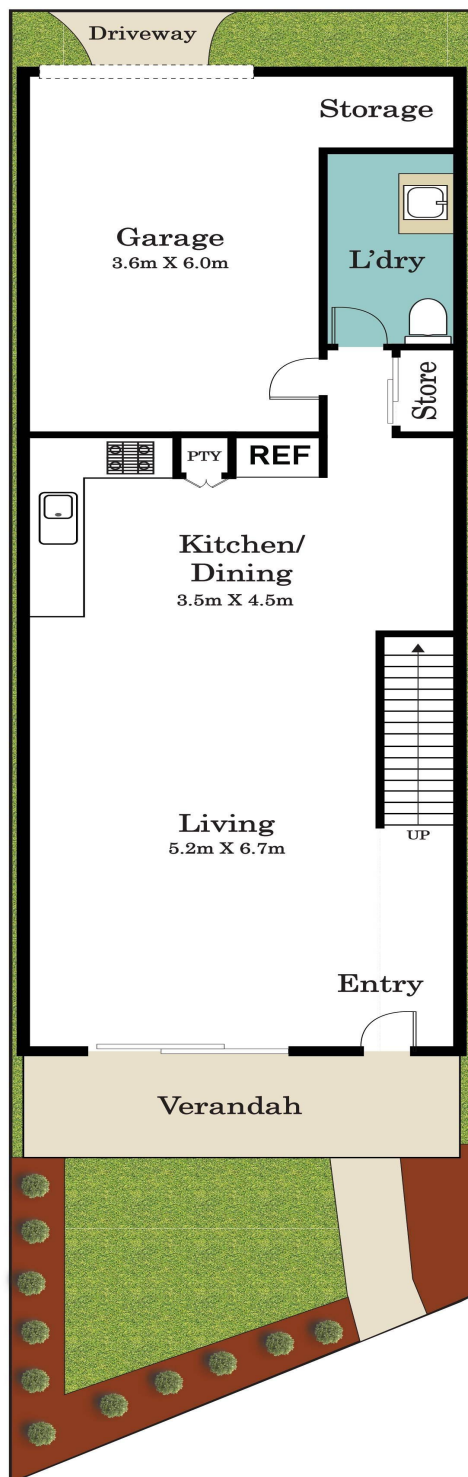 Driveway
Storage
Garage
3.6m X 6.0m
L'dry
Store
PTY
REF
Kitchen/
Dining
3.5m X 4.5m
Living
5.2m X 6.7m
UP
Entry
Verandah